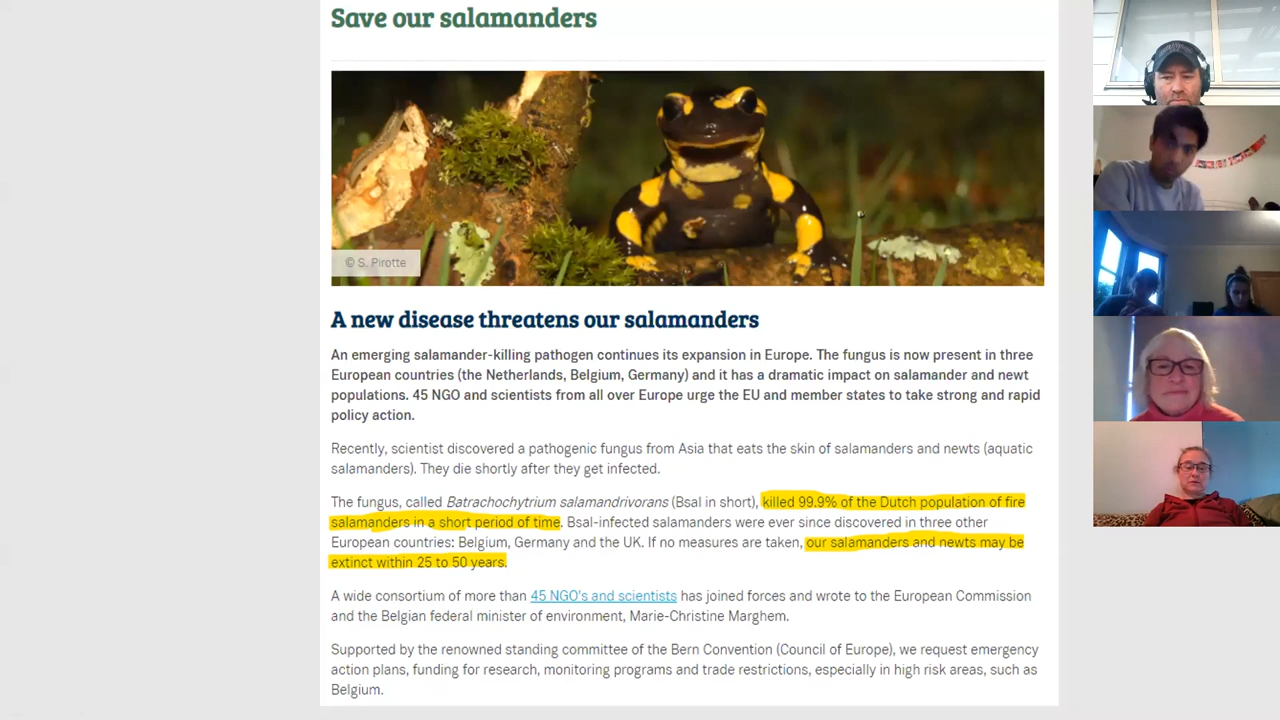 Save our salamanders
© S. Pirotte
A new disease threatens our salamanders
An emerging salamander-killing pathogen continues its expansion in Europe. The fungus is now present in three
European countries (the Netherlands, Belgium, Germany) and it has a dramatic impact on salamander and newt
populations. 45 NGO and scientists from all over Europe urge the EU and member states to take strong and rapid
policy action.
Recently, scientist discovered a pathogenic fungus from Asia that eats the skin of salamanders and newts (aquatic
salamanders). They die shortly after they get infected.
The fungus, called Batrachochytrium salamandrivorans (Bsal in short), killed 99.9% of the Dutch population of fire
salamanders in a short period of time. Bsal-infected salamanders were ever since discovered in three other
European countries: Belgium, Germany and the UK. If no measures are taken, our salamanders and newts may be
extinct within 25 to 50 years.
A wide consortium of more than 45 NGO's and scientists has joined forces and wrote to the European Commission
and the Belgian federal minister of environment, Marie-Christine Marghem.
Supported by the renowned standing committee of the Bern Convention (Council of Europe), we request emergency
action plans, funding for research, monitoring programs and trade restrictions, especially in high risk areas, such as
Belgium.